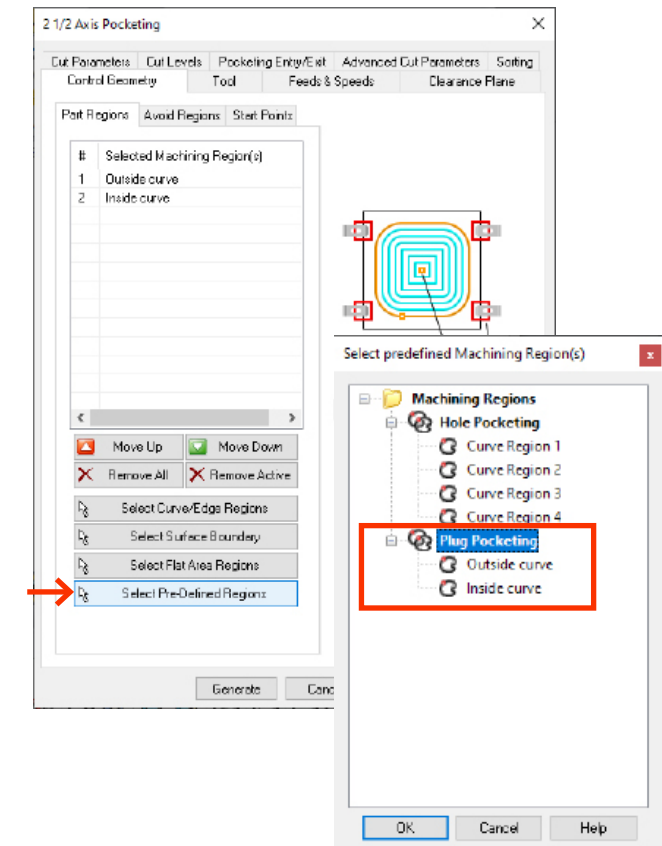 2 1/2 Axis Pocketing
Cut Parameters Cut Levels Pocketing Entry/Exit Advanced Cut Parameters Sorting
Control Geometry Tool Feeds & Speeds Clearance Plane
Part Regions Avoid Regions Start Points
# Selected Machining Region(s)
1 Outside curve
2 Inside curve
Move Up Move Down
Remove All Remove Active
Select Curve/Edge Regions
Select Surface Boundary
Select Flat Area Regions
Select Pre-Defined Regions
Generate Canc
Select predefined Machining Region(s)
Machining Regions
Hole Pocketing
Curve Region 1
Curve Region 2
Curve Region 3
Curve Region 4
Plug Pocketing
Outside curve
Inside curve
OK Cancel Help